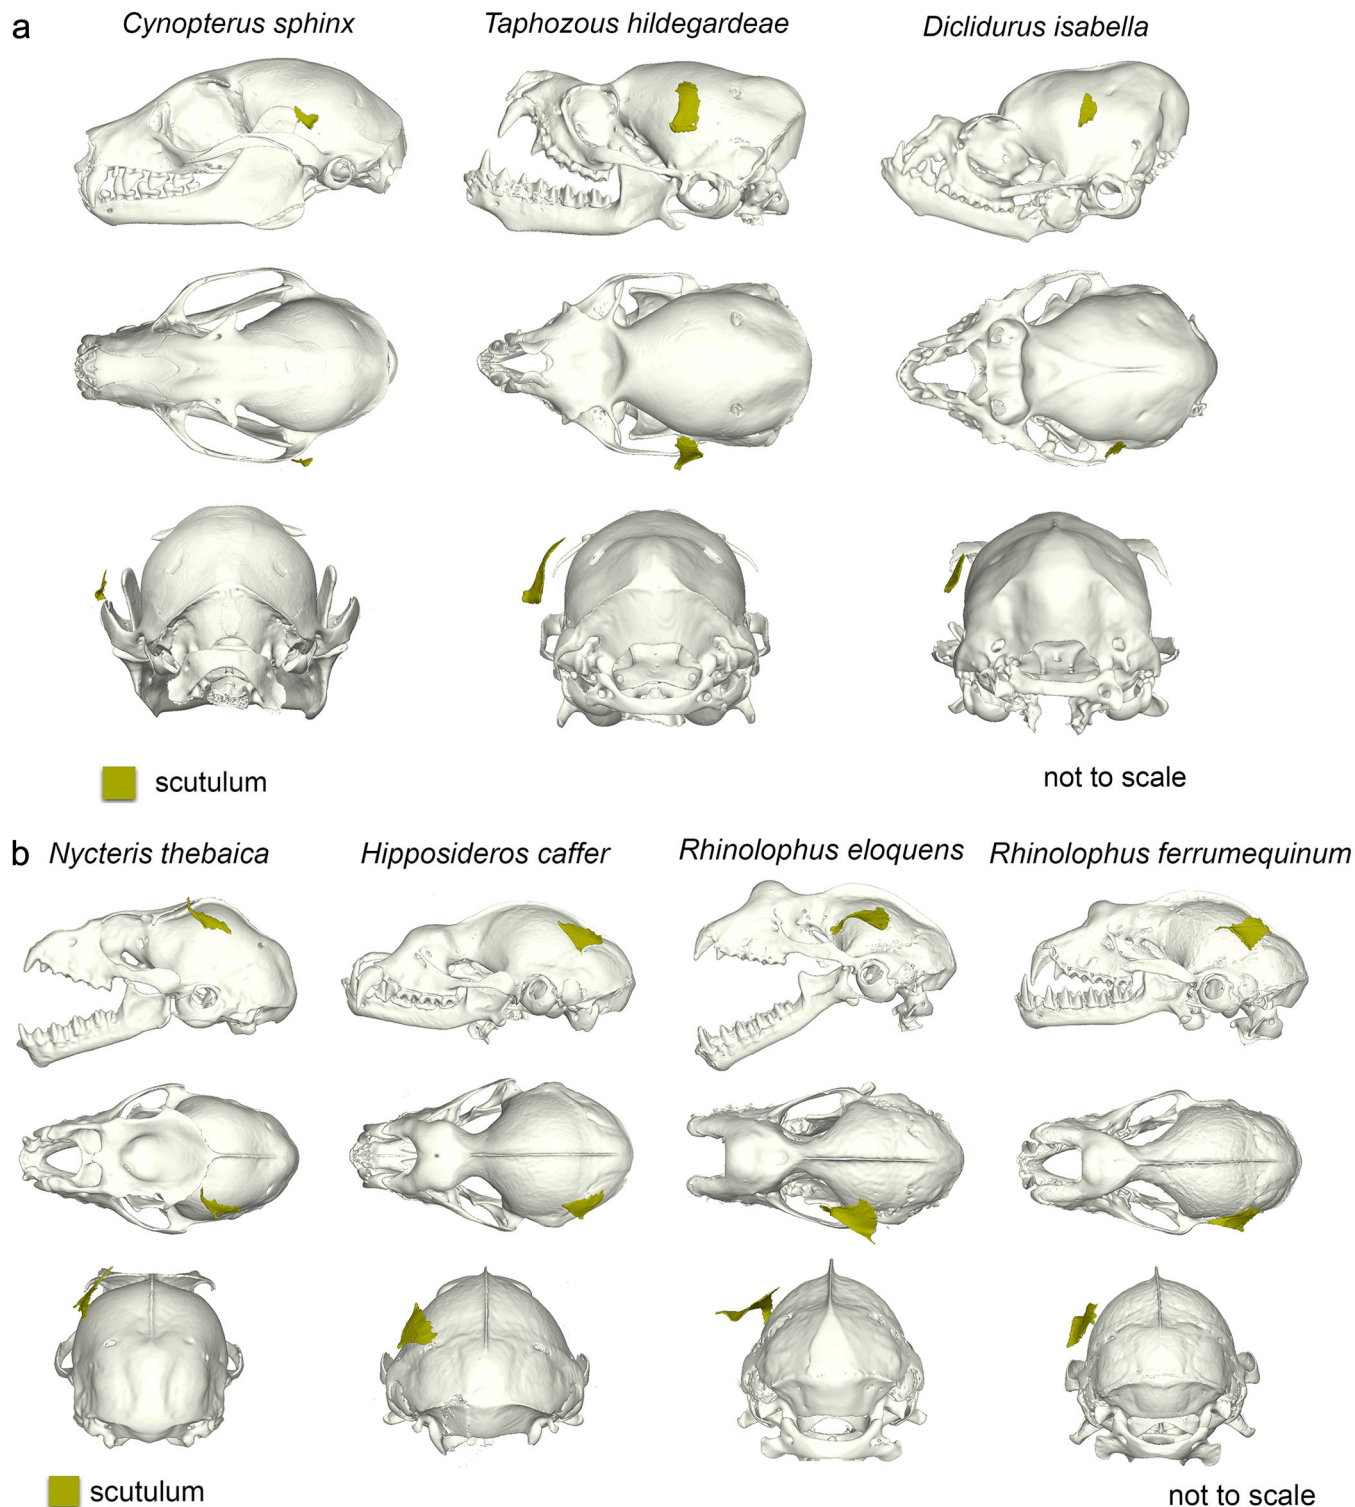 a
Cynopterus sphinx
Taphozous hildegardeae
Diclidurus isabella
scutulum
not to scale
b
Nycteris thebaica
Hipposideros caffer
Rhinolophus eloquens
Rhinolophus ferrumequinum
scutulum
not to scale